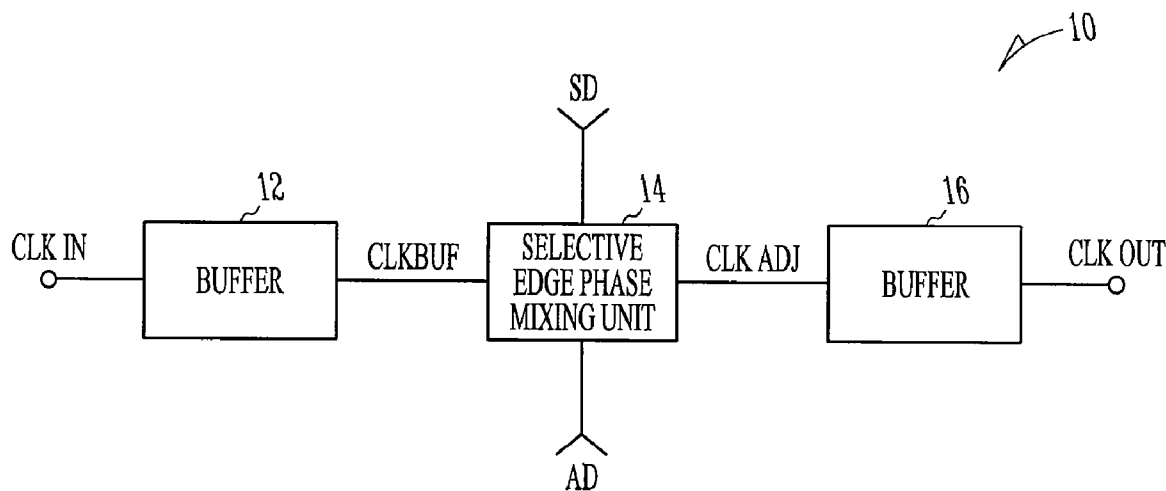 10
SD
12
14
16
CLK IN
BUFFER
CLKBUF
SELECTIVE
EDGE PHASE
MIXING UNIT
CLK ADJ
BUFFER
CLK OUT
AD